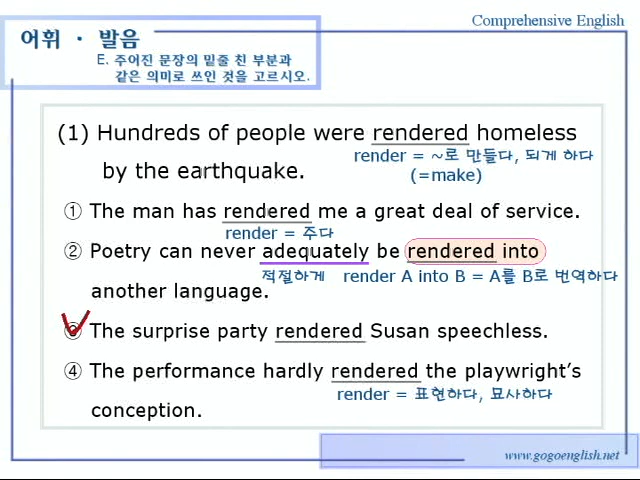 Comprehensive English
어휘 · 발음
E. 주어진 문장의 밑줄 친 부분과
같은 의미로 쓰인 것을 고르시오.
(1) Hundreds of people were rendered homeless
render = ~로 만들다, 되게 하다
by the earthquake.
(=make)
① The man has rendered me a great deal of service.
render = 주다
② Poetry can never adequately be rendered into
적절하게 render A into B = A를 B로 번역하다
another language.
③ The surprise party rendered Susan speechless.
④ The performance hardly rendered the playwright's
render = 표현하다, 묘사하다
conception.
www.gogoenglish.net